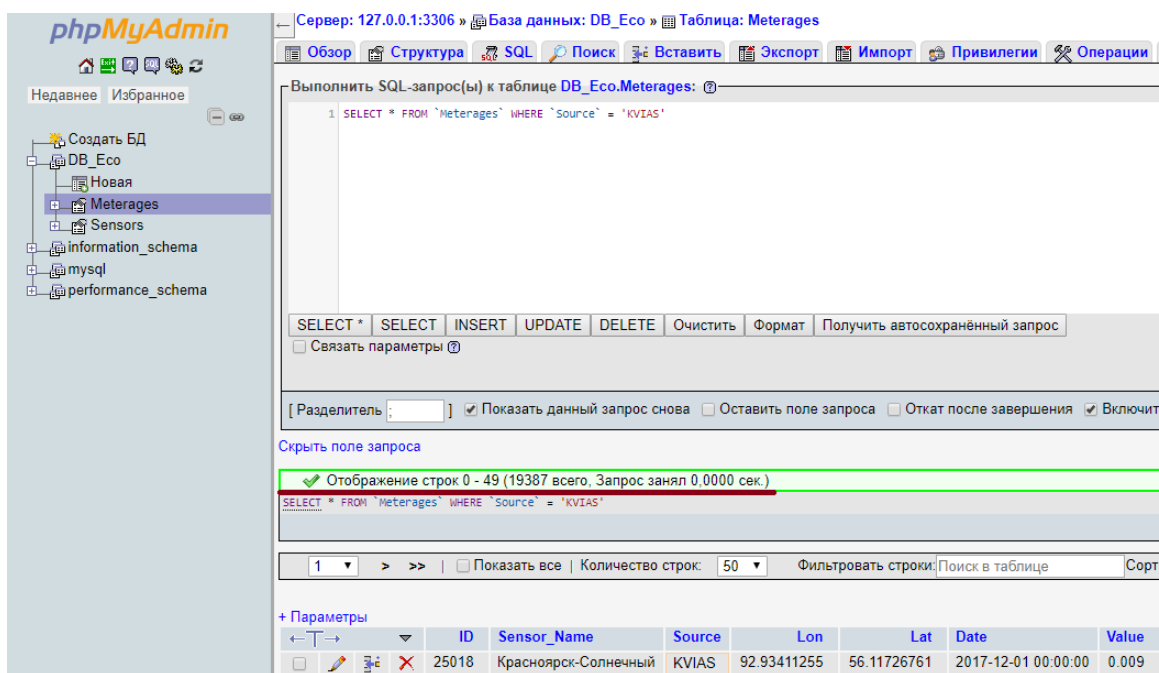 phpMyAdmin
Недавнее Избранное
Создать БД
DB_Eco
Новая
Meterages
Sensors
information_schema
mysql
performance_schema
Сервер: 127.0.0.1:3306 » База данных: DB_Eco » Таблица: Meterages
Обзор Структура SQL Поиск Вставить Экспорт Импорт Привилегии Операции
Выполнить SQL-запрос(ы) к таблице DB_Eco.Meterages:
1 SELECT * FROM `Meterages` WHERE `Source` = 'KVIAS'
SELECT * SELECT INSERT UPDATE DELETE Очистить Формат Получить автосохранённый запрос
Связать параметры
[ Разделитель ; ] Показать данный запрос снова Оставить поле запроса Откат после завершения Включит
Скрыть поле запроса
Отображение строк 0 - 49 (19387 всего, Запрос занял 0,0000 сек.)
SELECT * FROM `Meterages` WHERE `Source` = 'KVIAS'
1 > >> | Показать все | Количество строк: 50 Фильтровать строки: Поиск в таблице Сорт
+ Параметры
←T→ ID Sensor_Name Source Lon Lat Date Value
25018 Красноярск-Солнечный KVIAS 92.93411255 56.11726761 2017-12-01 00:00:00 0.009